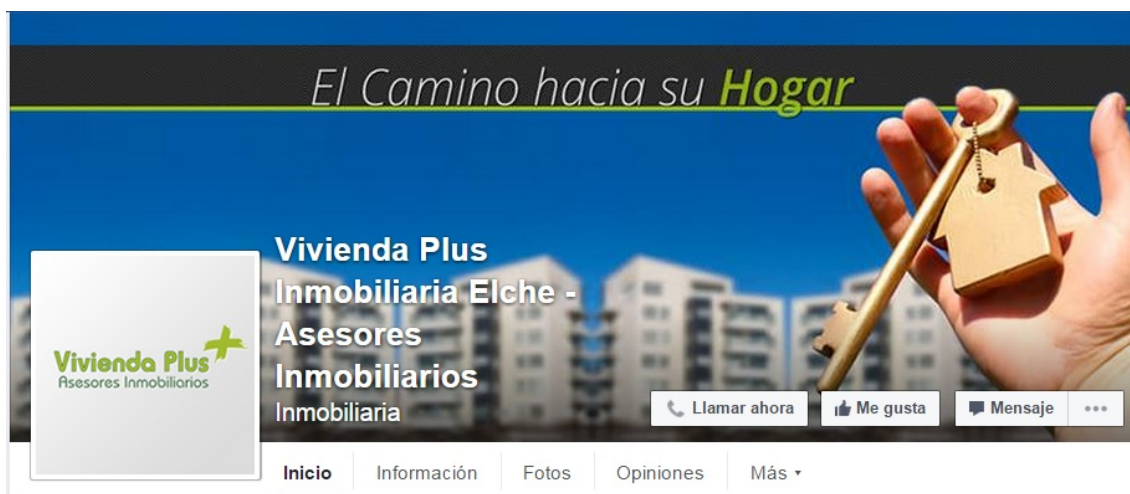 El Camino hacia su Hogar
Vivienda Plus
Inmobiliaria Elche -
Asesores
Inmobiliarios
Inmobiliaria
Vivienda Plus
Asesores Inmobiliarios
Llamar ahora
Me gusta
Mensaje
Inicio
Información
Fotos
Opiniones
Más